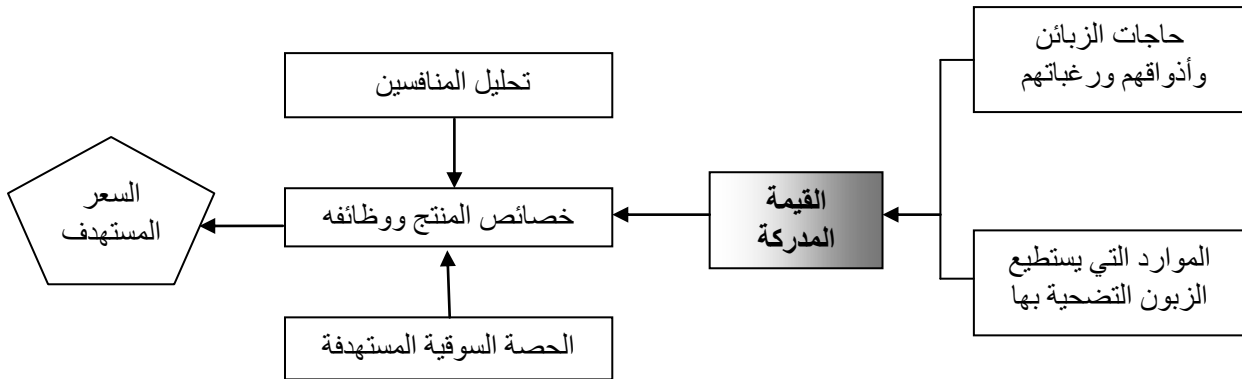 حاجات الزبائن
وأذواقهم ورغباتهم
تحليل المنافسين
السعر
المستهدف
خصائص المنتج ووظائفه
القيمة
المدركة
الموارد التي يستطيع
الزبون التضحية بها
الحصة السوقية المستهدفة